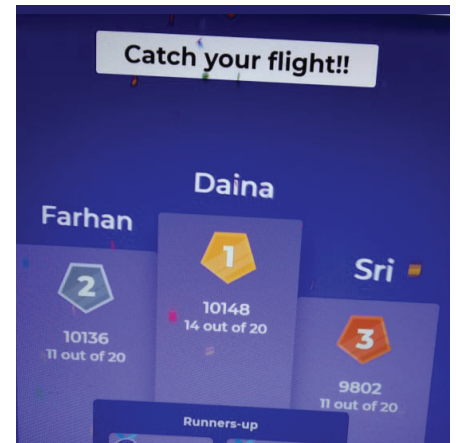 Catch your flight!!
Daina
Farhan
1
Sri
2
10148
14 out of 20
10136
11 out of 20
3
9802
11 out of 20
Runners-up